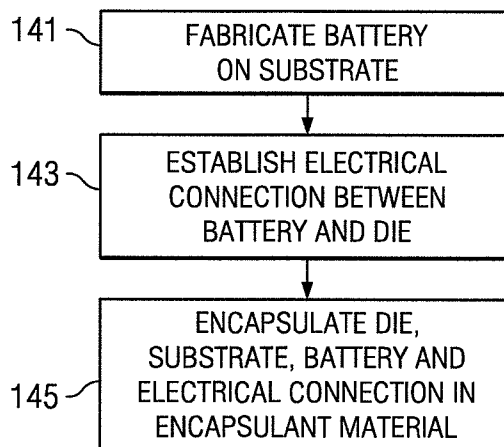 141
FABRICATE BATTERY
ON SUBSTRATE
143
ESTABLISH ELECTRICAL
CONNECTION BETWEEN
BATTERY AND DIE
145
ENCAPSULATE DIE,
SUBSTRATE, BATTERY AND
ELECTRICAL CONNECTION IN
ENCAPSULANT MATERIAL